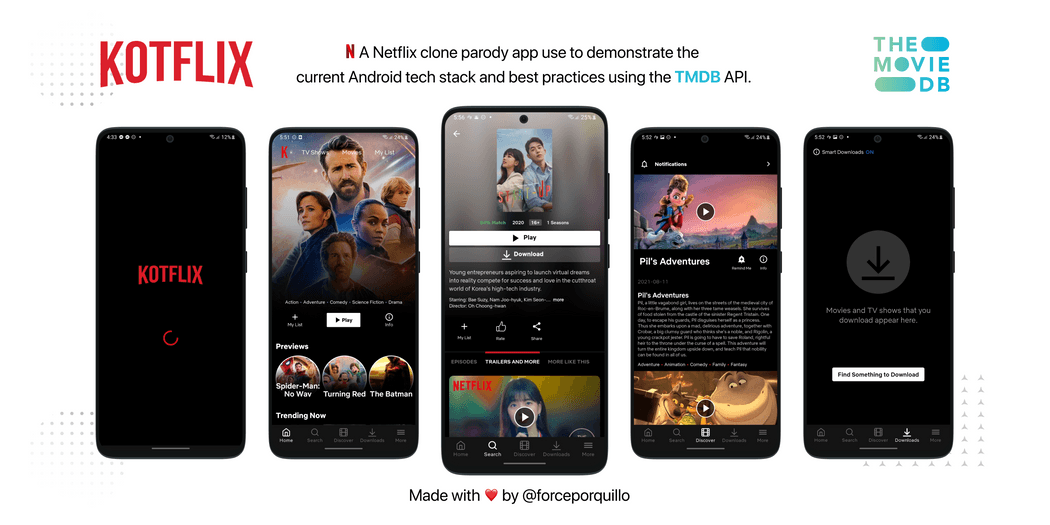 KOTFLIX
N A Netflix clone parody app use to demonstrate the
current Android tech stack and best practices using the TMDB API.
THE
MOVIE
DB
4:33
12%
KOTFLIX
5:51
24%
N
TV Shows
Movies
My List
Action • Adventure • Comedy • Science Fiction • Drama
My List
Play
Info
Previews
Spider-Man:
No Way
Turning Red
The Batman
Trending Now
Home
Search
Discover
Downloads
More
5:56
25%
Match
2020
18+
1 Seasons
Play
Download
Young entrepreneurs aspiring to launch virtual dreams
into reality compete for success and love in the cutthroat
world of Korea's high-tech industry.
Starring: Bae Suzy, Nam Joo-hyuk, Kim Seon-... more
Director: Oh Choong-hwan
My List
Rate
Share
EPISODES
TRAILERS AND MORE
MORE LIKE THIS
NETFLIX
Home
Search
Discover
Downloads
More
5:52
24%
Notifications
Pil's Adventures
Remind Me
Info
2021-08-11
Pil's Adventures
Pil, a little vagabond girl, lives on the streets of the medieval city of
Roc-en-Brume, along with her three tame weasels. She survives
of food stolen from the castle of the sinister Regent Tristain. One
day, to escape his guards, Pil disguises herself as a princess.
Thus she embarks upon a mad, delirious adventure, together with
Crobar, a big clumsy guard who thinks she's a noble, and Rigolin, a
young crackpot jester. Pil is going to have to save Roland, rightful
heir to the throne under the curse of a spell. This adventure will
turn the entire kingdom upside down, and teach Pil that nobility
can be found in all of us.
Adventure • Animation • Comedy • Family • Fantasy
Home
Search
Discover
Downloads
More
5:52
24%
Smart Downloads ON
Movies and TV shows that you
download appear here.
Find Something to Download
Home
Search
Discover
Downloads
More
Made with ❤️ by @forceporquillo